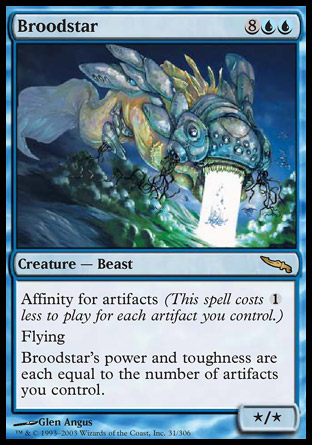 Broodstar 8
Creature — Beast
Affinity for artifacts (This spell costs 1
less to play for each artifact you control.)
Flying
Broodstar's power and toughness are
each equal to the number of artifacts
you control.
Glen Angus
™ & © 1993–2003 Wizards of the Coast, Inc. 31/306
*/*